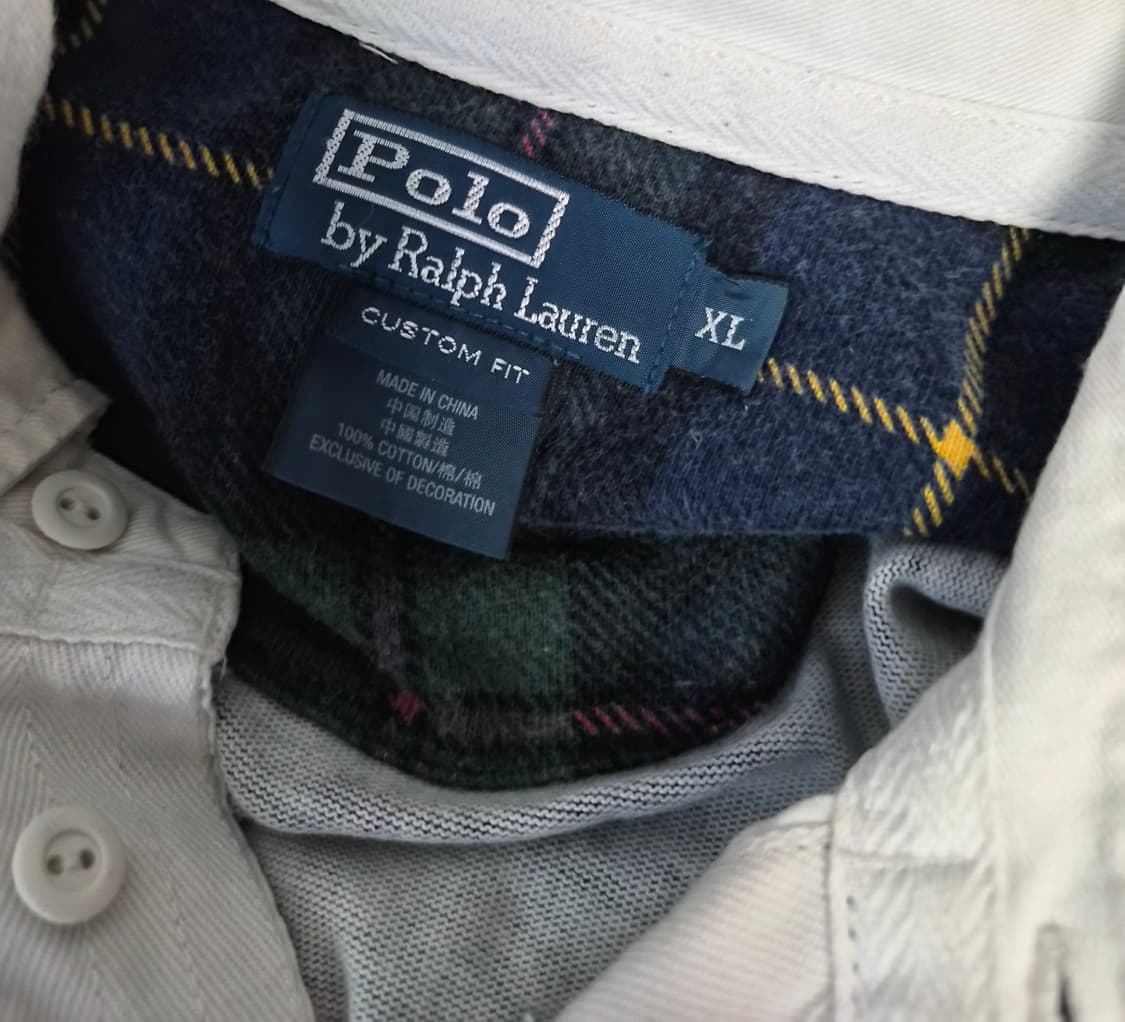 Polo
by Ralph Lauren
XL
CUSTOM FIT
MADE IN CHINA
中国制造
中國製造
100% COTTON/棉/棉
EXCLUSIVE OF DECORATION